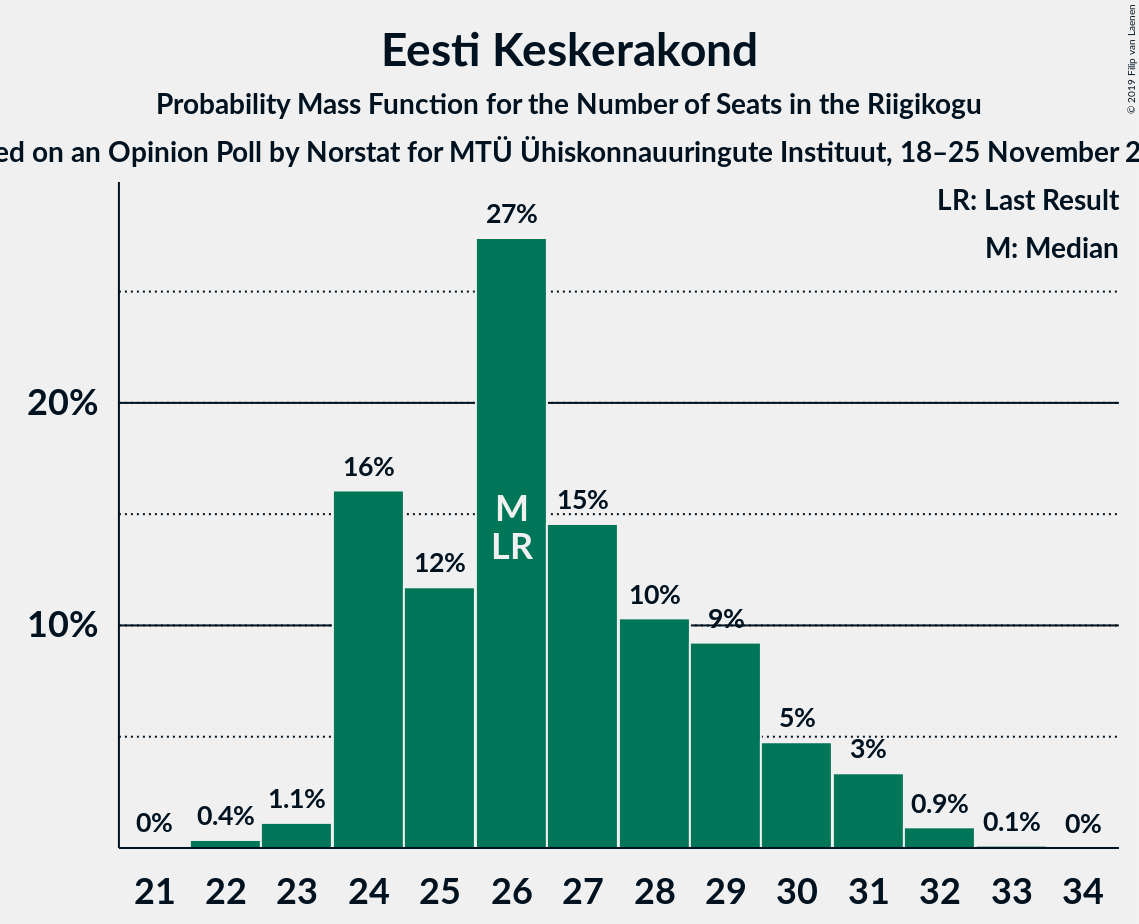 Eesti Keskerakond
Probability Mass Function for the Number of Seats in the Riigikogu
ed on an Opinion Poll by Norstat for MTÜ Ühiskonnauuringute Instituut, 18–25 November 2
© 2019 Filip van Laenen
LR: Last Result
M: Median
27%
20%
16%
M
15%
LR
12%
10%
10%
9%
5%
3%
0%
0.4%
1.1%
0.9%
0.1%
0%
21 22 23 24 25 26 27 28 29 30 31 32 33 34